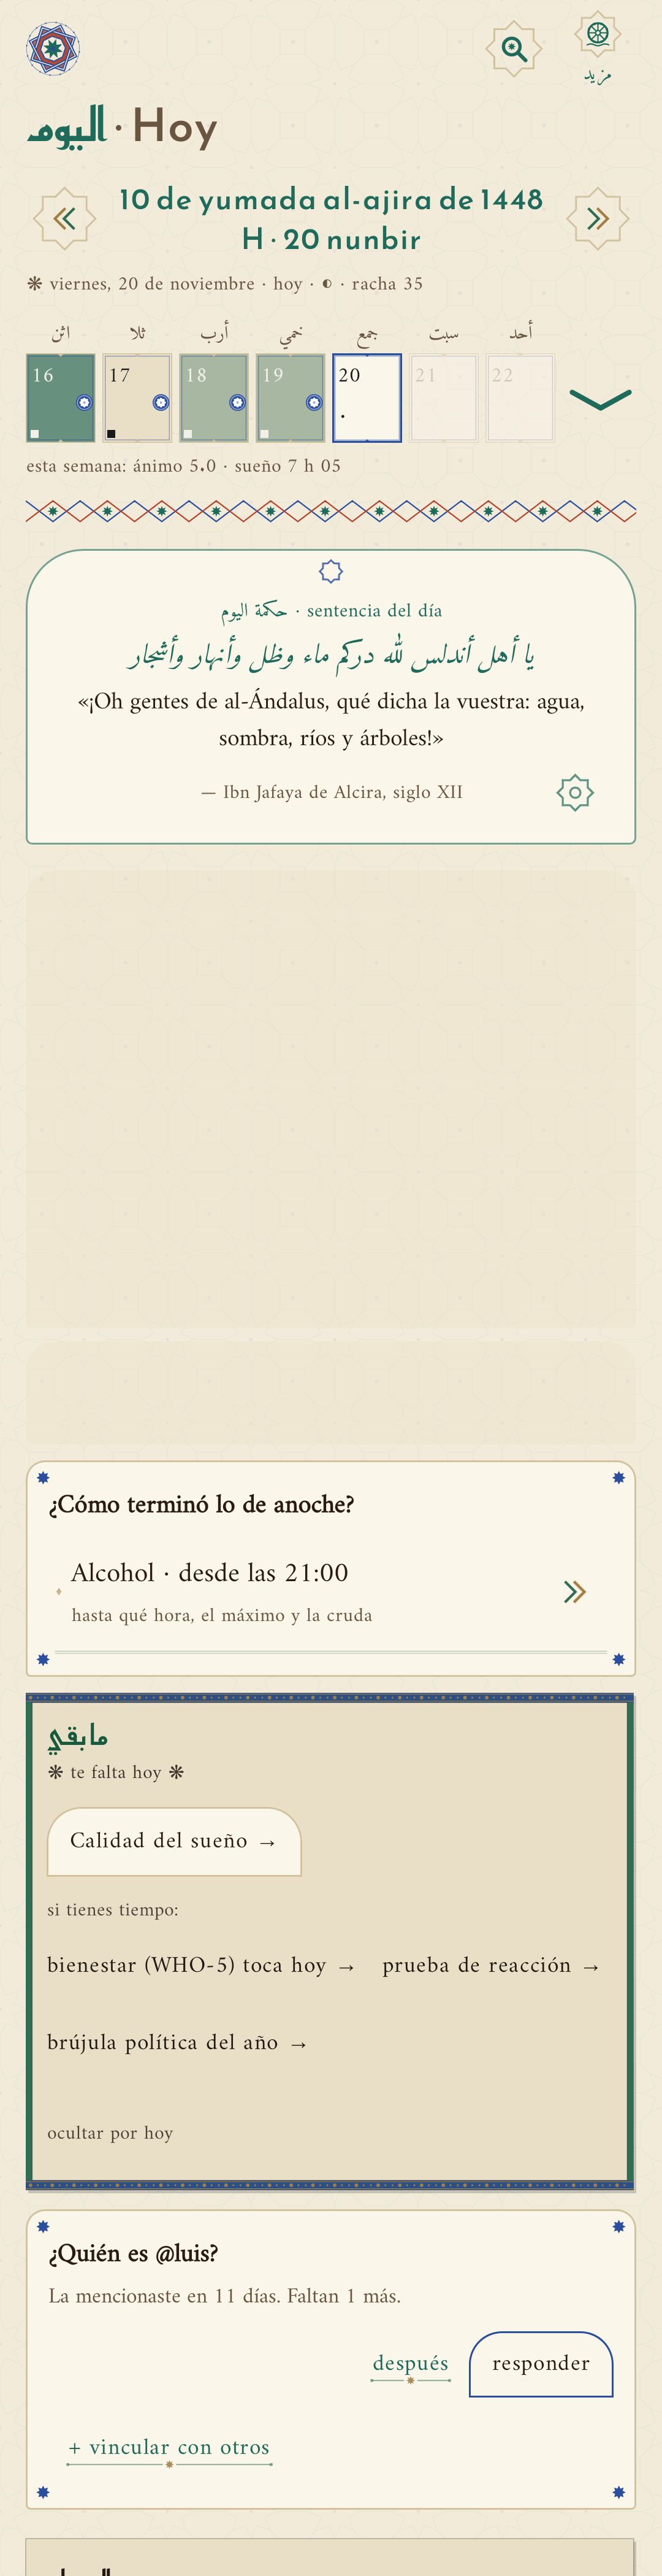 مزيد
اليوم · Hoy
10 de yumada al-ajira de 1448
H · 20 nunbir
viernes, 20 de noviembre · hoy · ◐ · racha 35
اثن ثلا أرب خمي جمع سبت أحد
16 17 18 19 20 21 22
esta semana: ánimo 5.0 · sueño 7 h 05
حكمة اليوم · sentencia del día
يا أهل أندلس لله دركم ماء وظل وأنهار وأشجار
«¡Oh gentes de al-Ándalus, qué dicha la vuestra: agua,
sombra, ríos y árboles!»
— Ibn Jafaya de Alcira, siglo XII
¿Cómo terminó lo de anoche?
Alcohol · desde las 21:00
hasta qué hora, el máximo y la cruda
مابقي
te falta hoy
Calidad del sueño →
si tienes tiempo:
bienestar (WHO-5) toca hoy → prueba de reacción →
brújula política del año →
ocultar por hoy
¿Quién es @luis?
La mencionaste en 11 días. Faltan 1 más.
después responder
+ vincular con otros